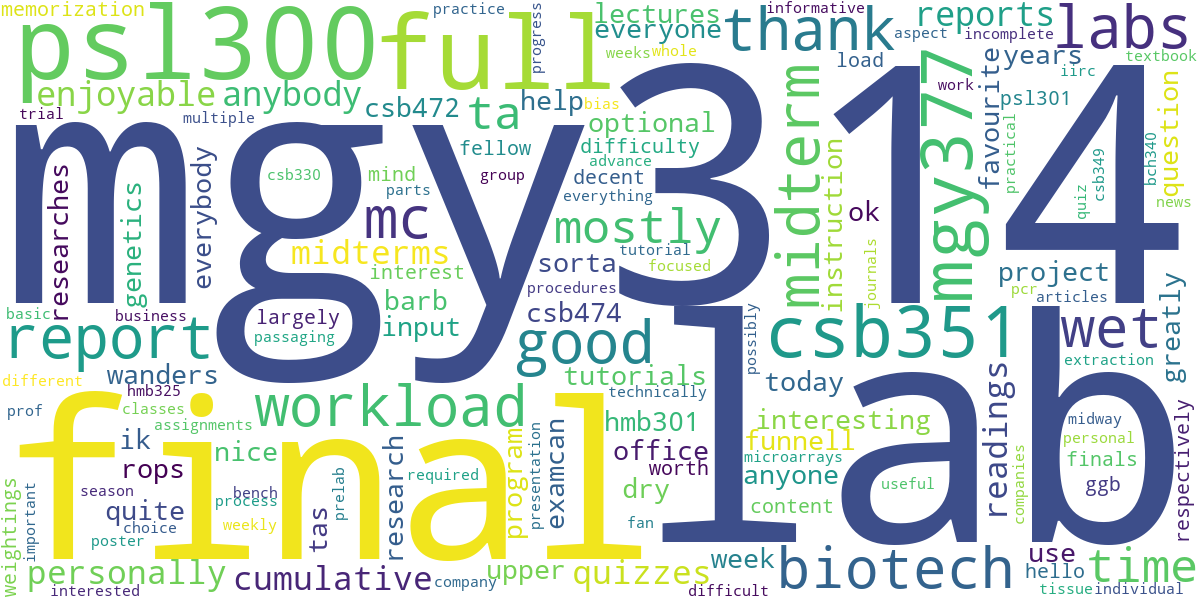 memorization
practice
progress
lectures
informative
reports
labs
psl300
full
everyone
thank
aspect
incomplete
weeks
whole
midterm
mgy377
favourite
years
textbook
enjoyable
anybody
csb472
ta
help
bias
optional
load
iirc
work.
psl301
question
trial
multiple
mgy314
fellow
difficulty
advance
decent
everything
instruction
practical
quiz
csb349
bch340
news
researches
genetics
everybody
csb330
mind
parts
group
mc
mostly
ok
midterms
interest
sorta
tutorial
focused
procedures
journals
project
pcr
articles
basic
business
largely
passaging
barb
input
csb474
possibly
greatly
report
good
csb351
wet
extraction
wanders
tutorials
today
different
hmb325
technically
prof
classes
assignments
workload
hmb301
interesting
readings
midway
final
lab
ik
nice
research
required
program
presentation
examcan
office
funnell
microarrays
personal
finals
rops
worth
anyone
companies
respectively
season
bench
process
prelab
dry
useful
ggb
weightings
important
quite
choice
poster
tas
weekly
fan
content
personally
cumulative
upper
quizzes
week
biotech
use
time
hello
interested
company
difficult
tissue
individual